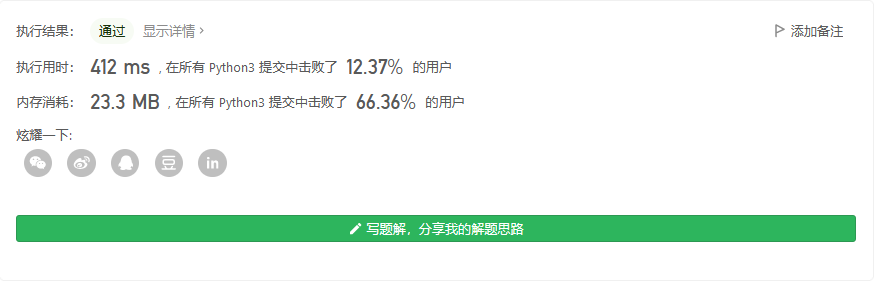 执行结果： 通过 显示详情 › 添加备注
执行用时： 412 ms , 在所有 Python3 提交中击败了 12.37% 的用户
内存消耗： 23.3 MB , 在所有 Python3 提交中击败了 66.36% 的用户
炫耀一下:
豆 in
写题解，分享我的解题思路